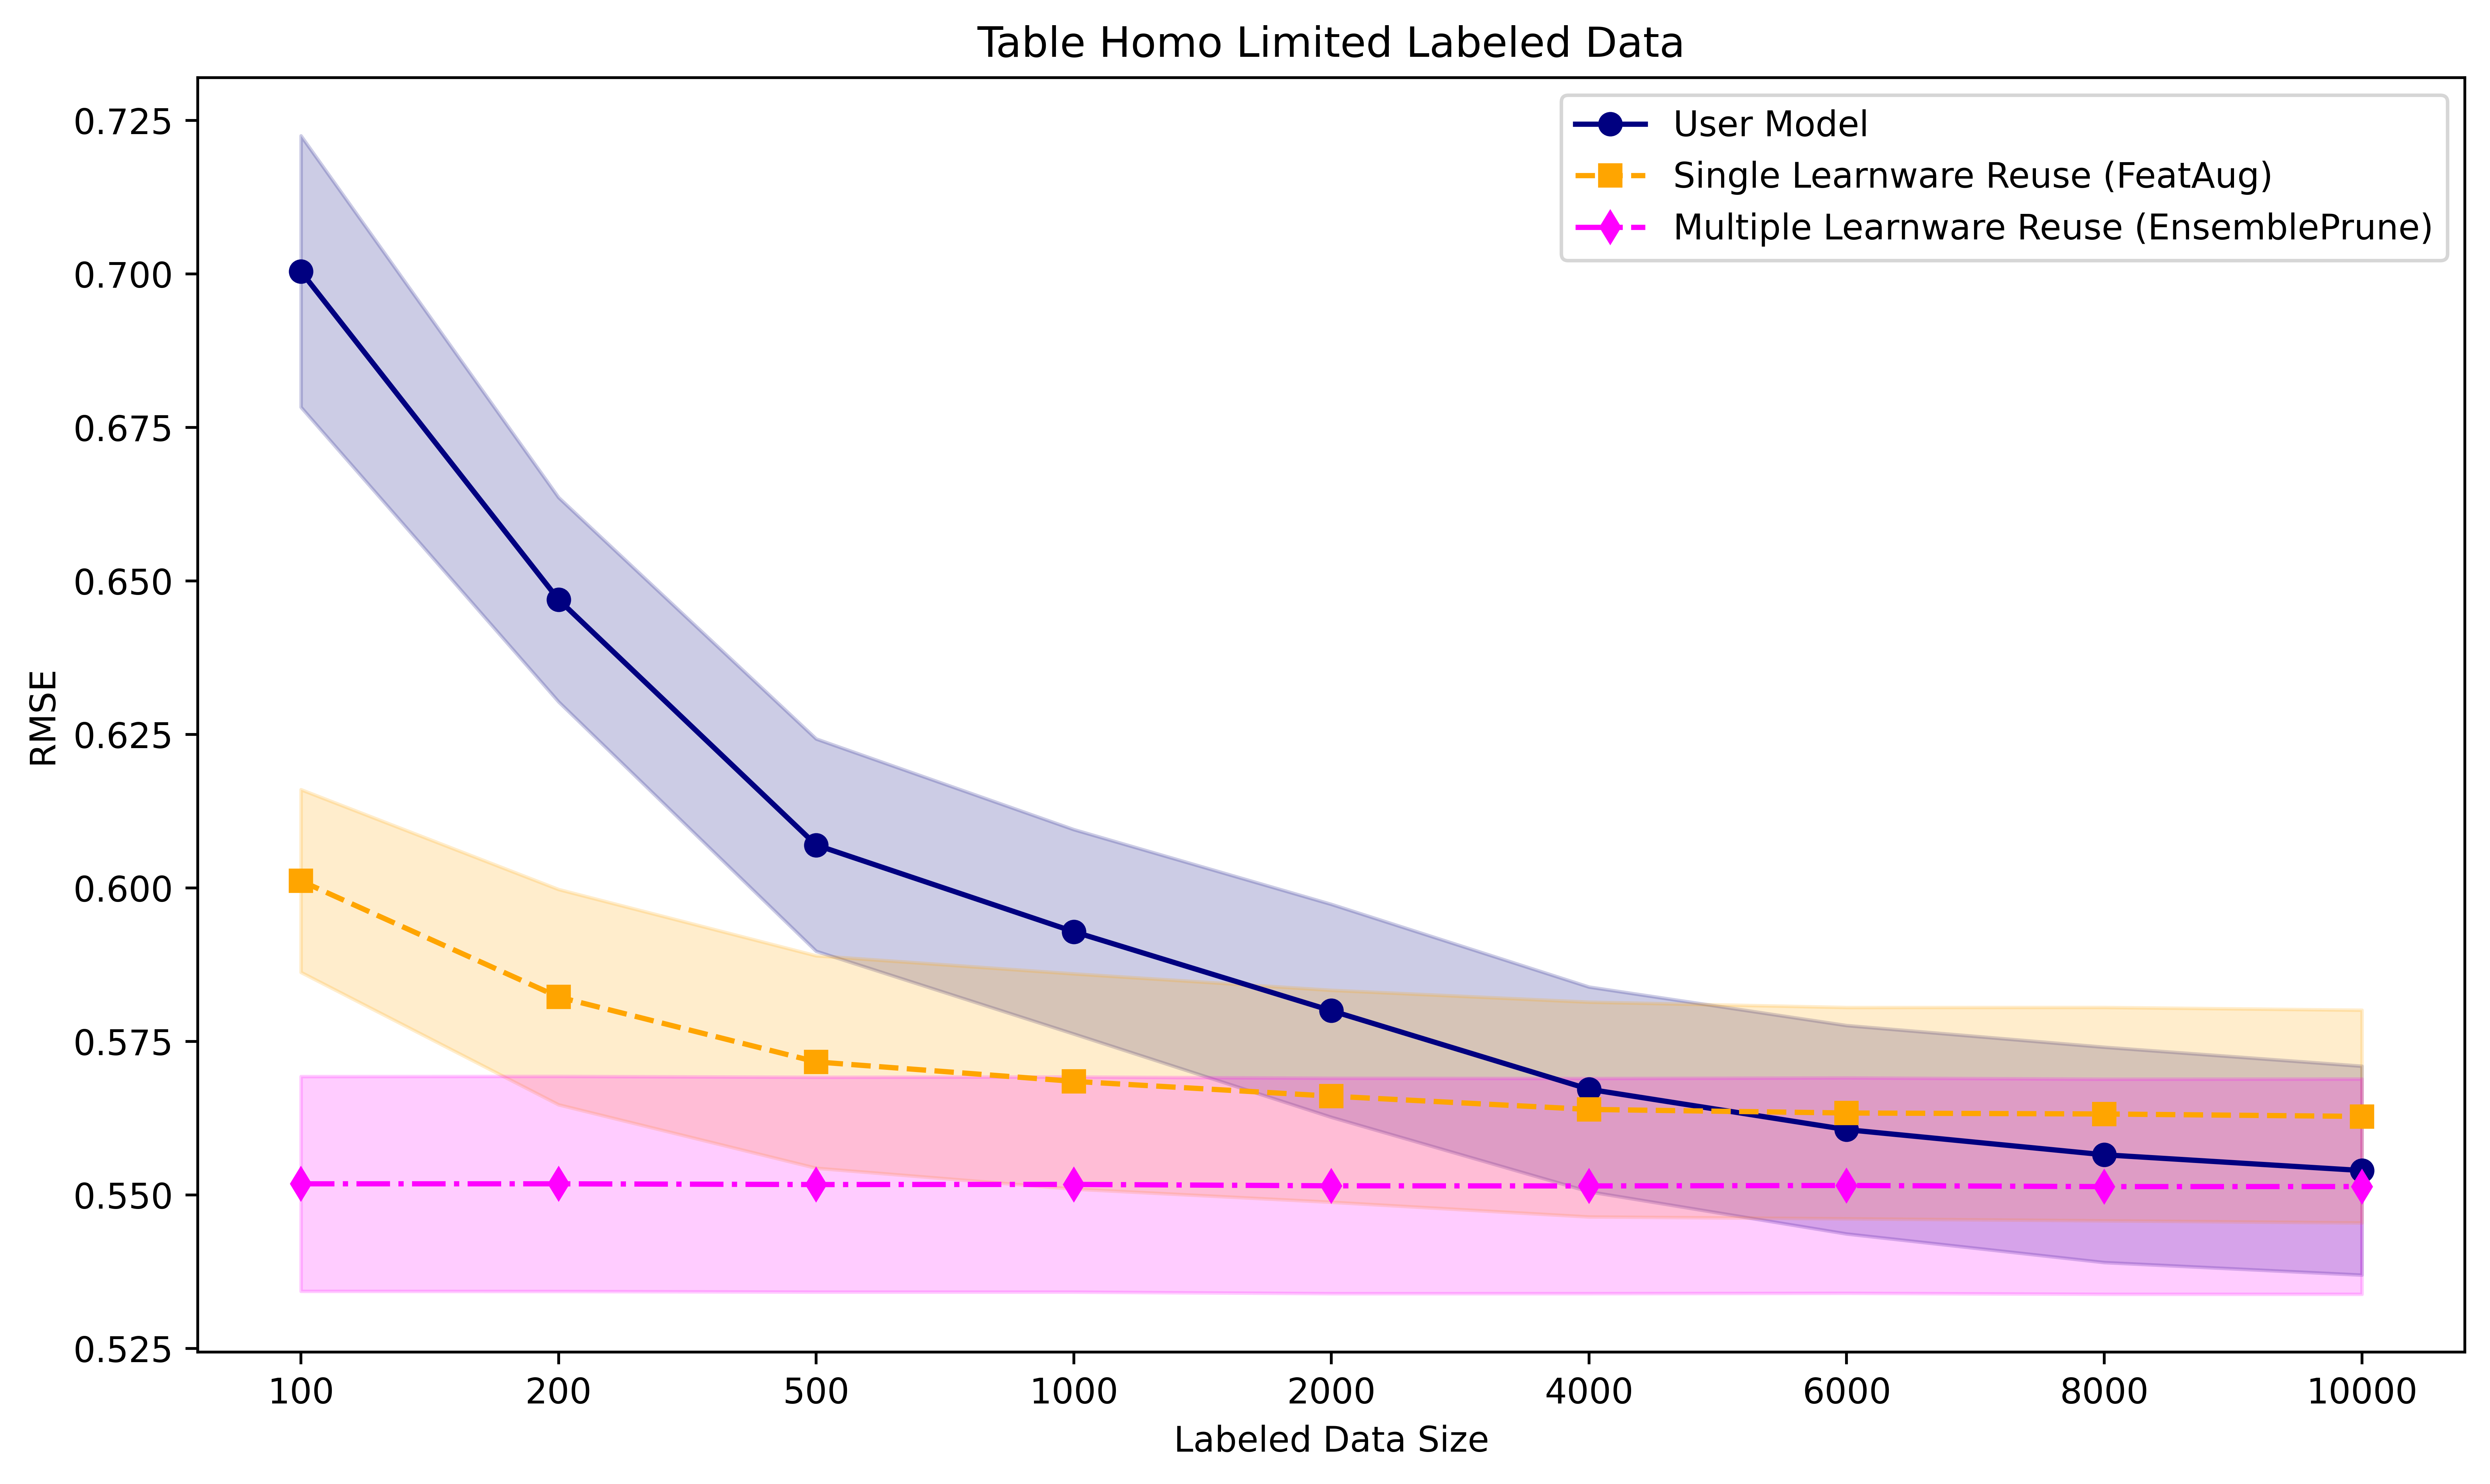 Table Homo Limited Labeled Data
User Model
Single Learnware Reuse (FeatAug)
Multiple Learnware Reuse (EnsemblePrune)
RMSE
0.725
0.700
0.675
0.650
0.625
0.600
0.575
0.550
0.525
100 200 500 1000 2000 4000 6000 8000 10000
Labeled Data Size